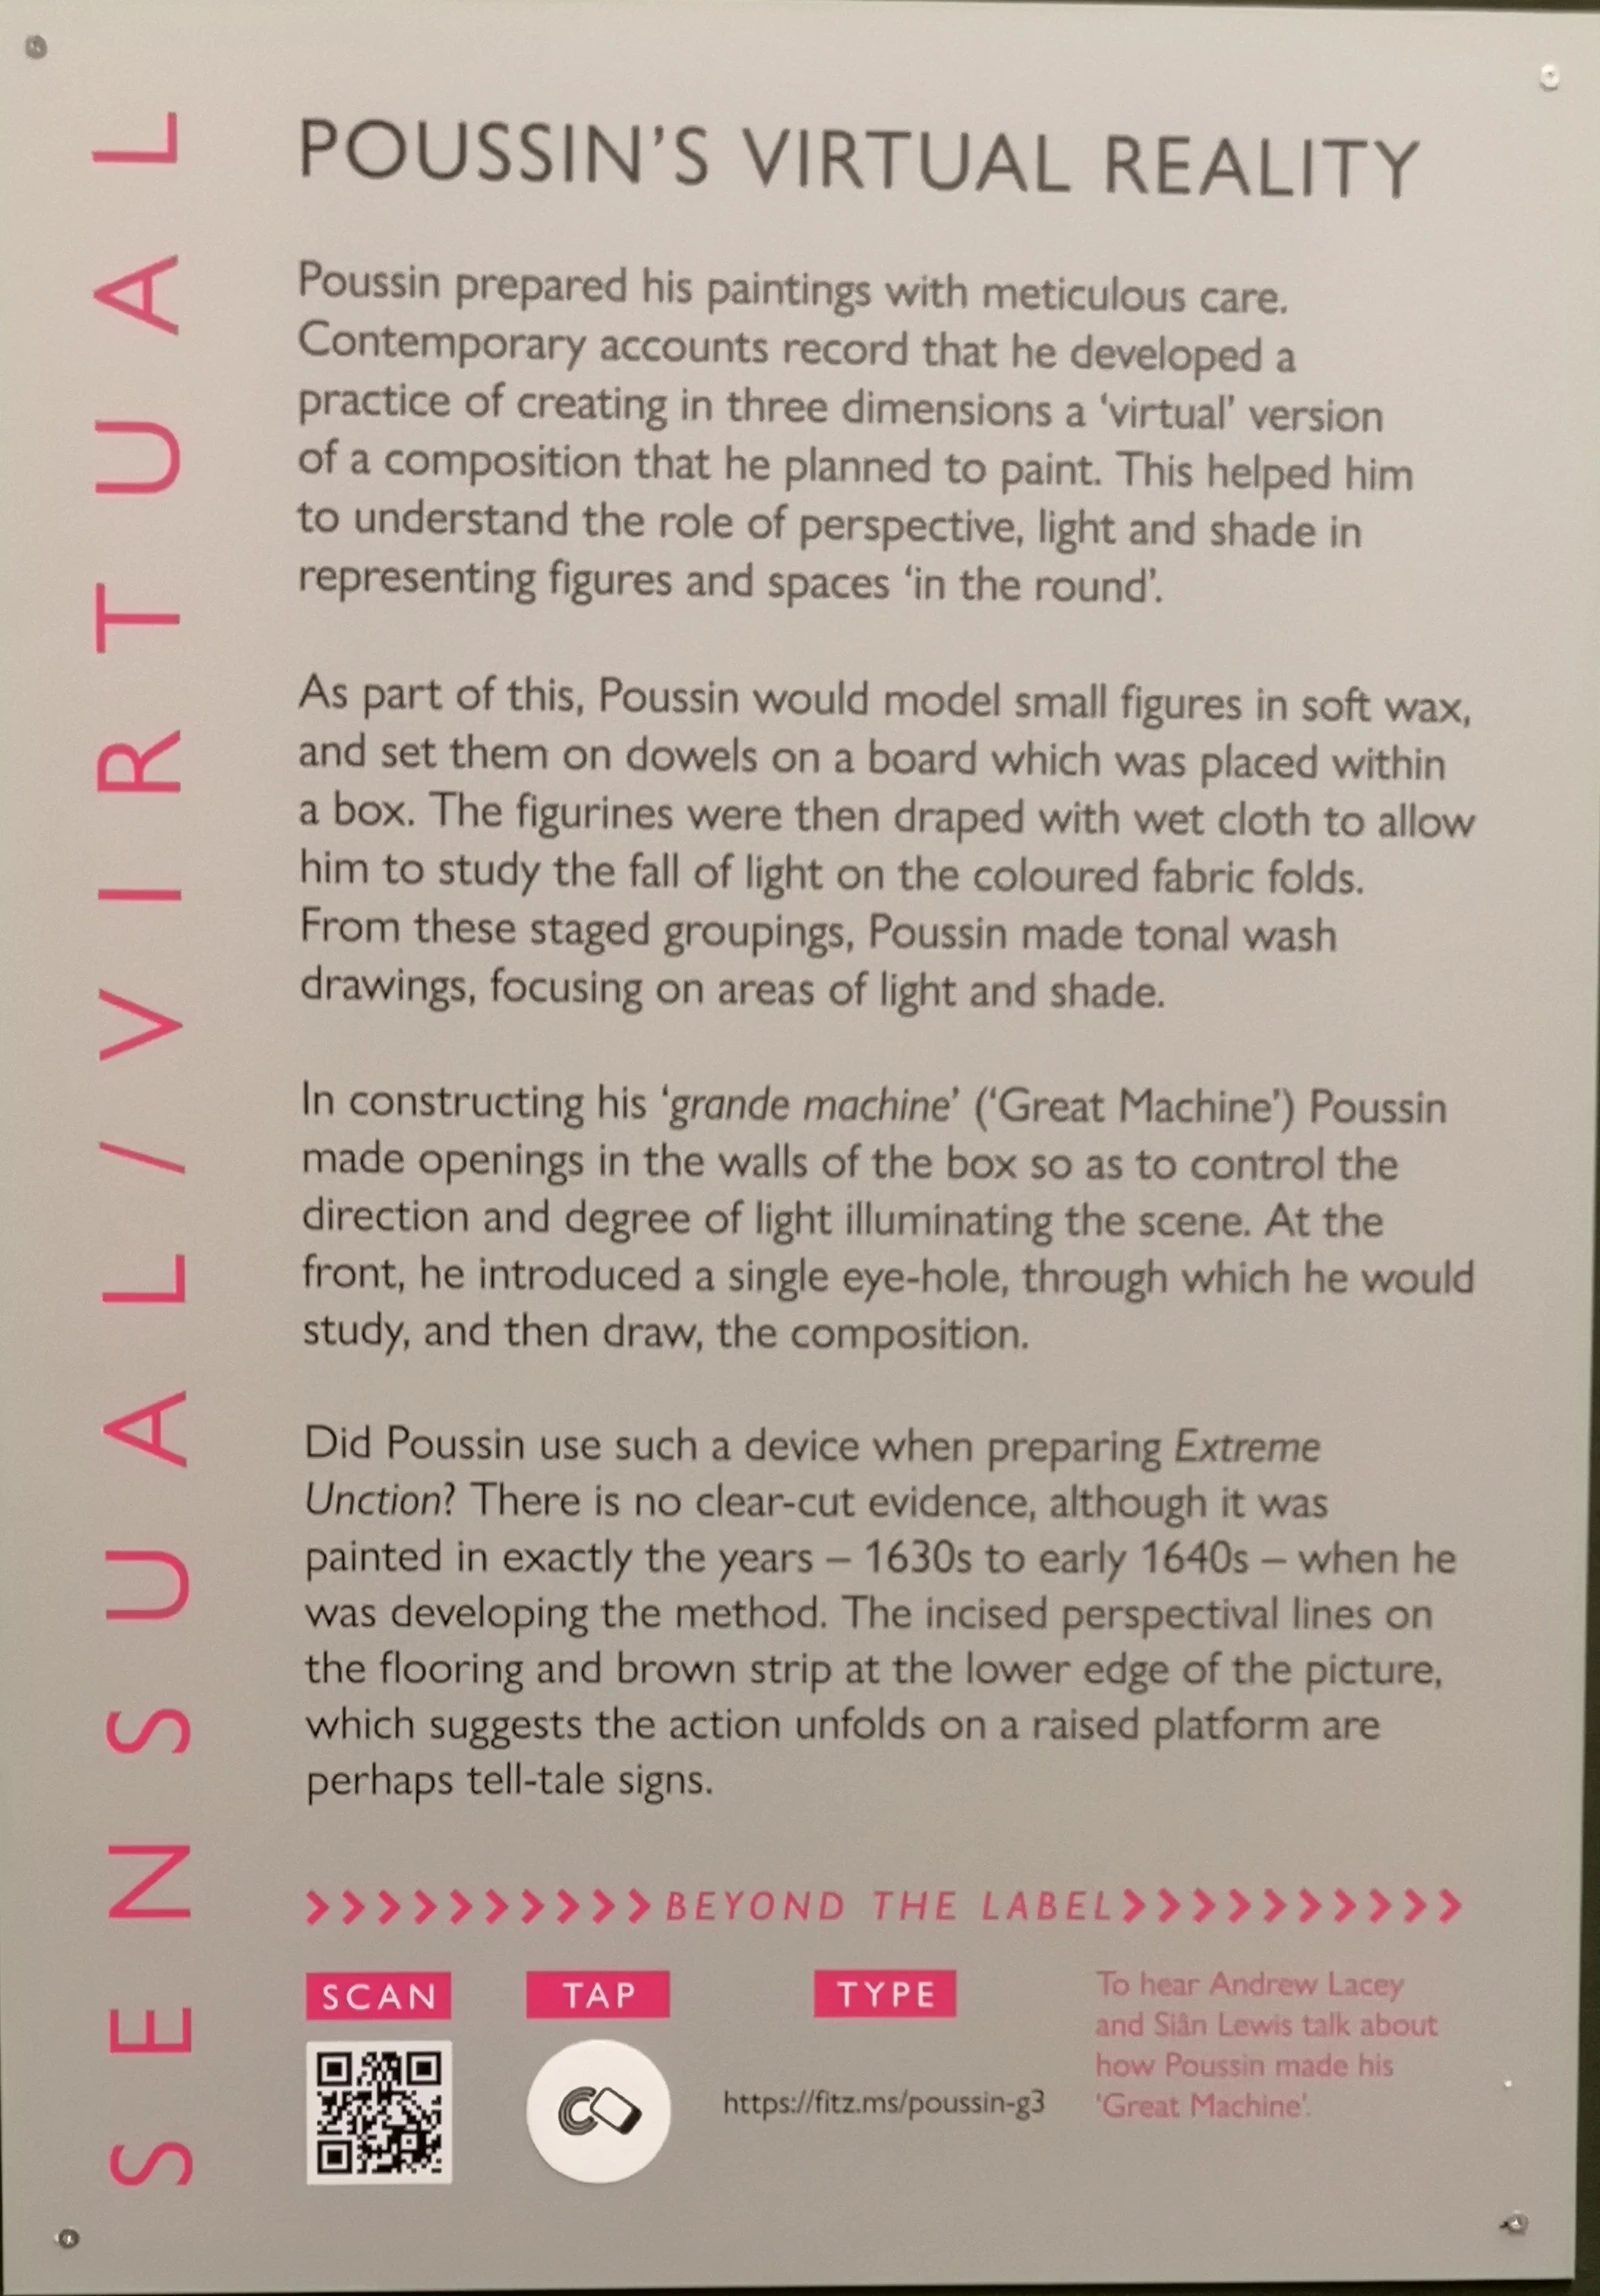 SENSUAL/VIRTUAL
POUSSIN'S VIRTUAL REALITY
Poussin prepared his paintings with meticulous care.
Contemporary accounts record that he developed a
practice of creating in three dimensions a ‘virtual’ version
of a composition that he planned to paint. This helped him
to understand the role of perspective, light and shade in
representing figures and spaces ‘in the round’.
As part of this, Poussin would model small figures in soft wax,
and set them on dowels on a board which was placed within
a box. The figurines were then draped with wet cloth to allow
him to study the fall of light on the coloured fabric folds.
From these staged groupings, Poussin made tonal wash
drawings, focusing on areas of light and shade.
In constructing his ‘grande machine’ (‘Great Machine’) Poussin
made openings in the walls of the box so as to control the
direction and degree of light illuminating the scene. At the
front, he introduced a single eye-hole, through which he would
study, and then draw, the composition.
Did Poussin use such a device when preparing Extreme
Unction? There is no clear-cut evidence, although it was
painted in exactly the years – 1630s to early 1640s – when he
was developing the method. The incised perspectival lines on
the flooring and brown strip at the lower edge of the picture,
which suggests the action unfolds on a raised platform are
perhaps tell-tale signs.
BEYOND THE LABEL
SCAN
TAP
TYPE
https://fitz.ms/poussin-g3
To hear Andrew Lacey
and Siân Lewis talk about
how Poussin made his
‘Great Machine’.